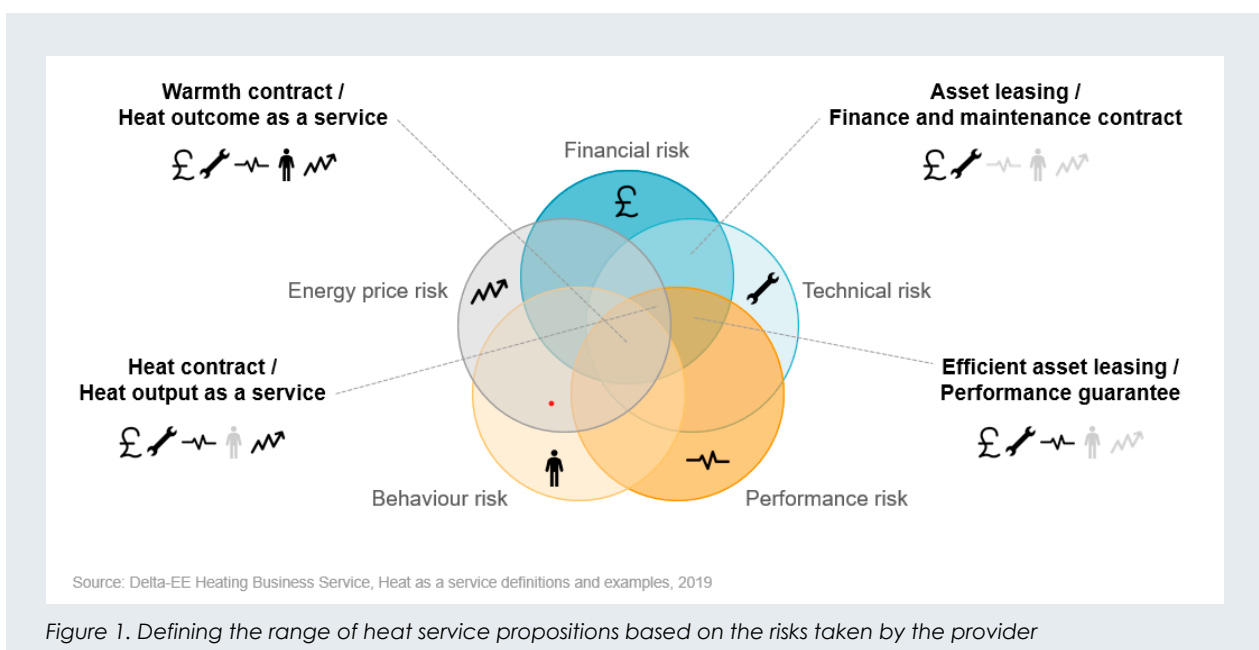 Warmth contract /
Heat outcome as a service
£
Asset leasing /
Finance and maintenance contract
£
Financial risk
£
Energy price risk
Technical risk
Heat contract /
Heat output as a service
£
Efficient asset leasing /
Performance guarantee
£
Behaviour risk
Performance risk
Source: Delta-EE Heating Business Service, Heat as a service definitions and examples, 2019
Figure 1. Defining the range of heat service propositions based on the risks taken by the provider